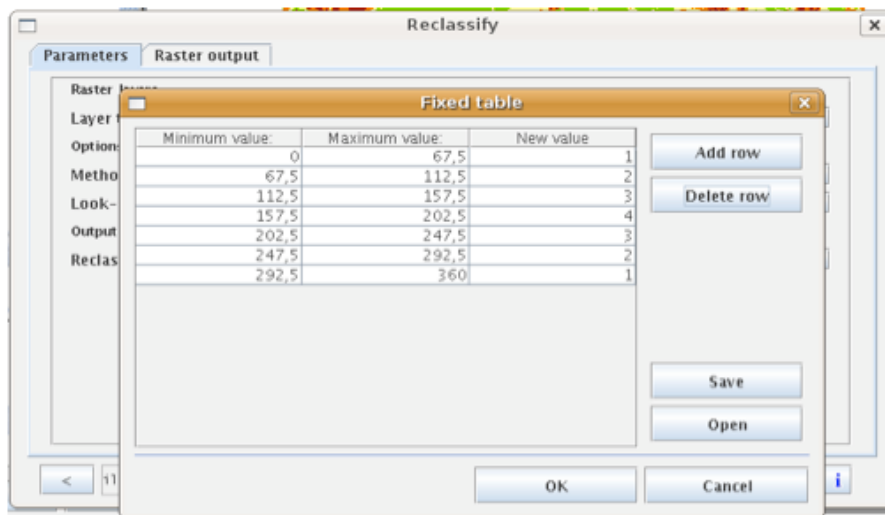 Reclassify
Parameters Raster output
Raster
Fixed table
Layer
Minimum value: Maximum value: New value
0 67,5 1
67,5 112,5 2
112,5 157,5 3
157,5 202,5 4
202,5 247,5 3
247,5 292,5 2
292,5 360 1
Add row
Delete row
Option
Metho
Look-
Output
Reclas
Save
Open
<
OK Cancel
i